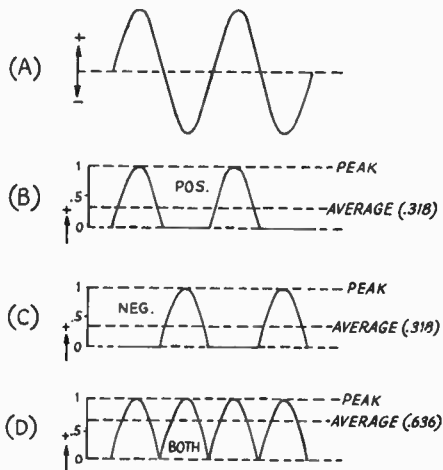 (A)
+
−
(B)
1
.5
0
+
POS.
PEAK
AVERAGE (.318)
(C)
1
.5
0
+
NEG.
PEAK
AVERAGE (.318)
(D)
1
.5
0
+
BOTH
PEAK
AVERAGE (.636)